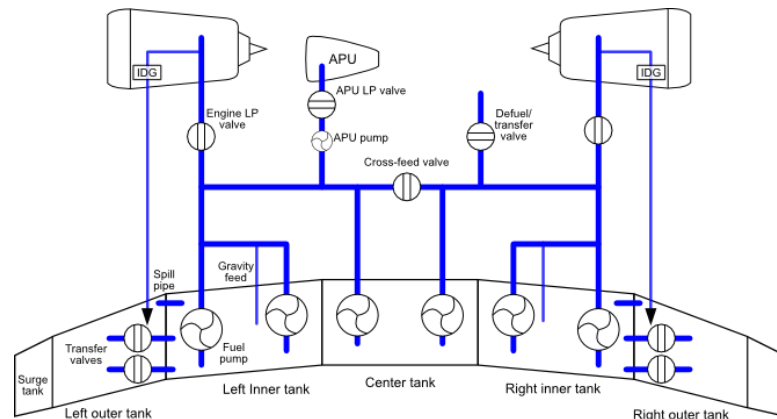 IDG
APU
IDG
APU LP valve
Engine LP
valve
Defuel/
transfer
valve
APU pump
Cross-feed valve
Spill
pipe
Gravity
feed
Transfer
valves
Fuel
pump
Surge
tank
Left Inner tank
Center tank
Right inner tank
Left outer tank
Right outer tank